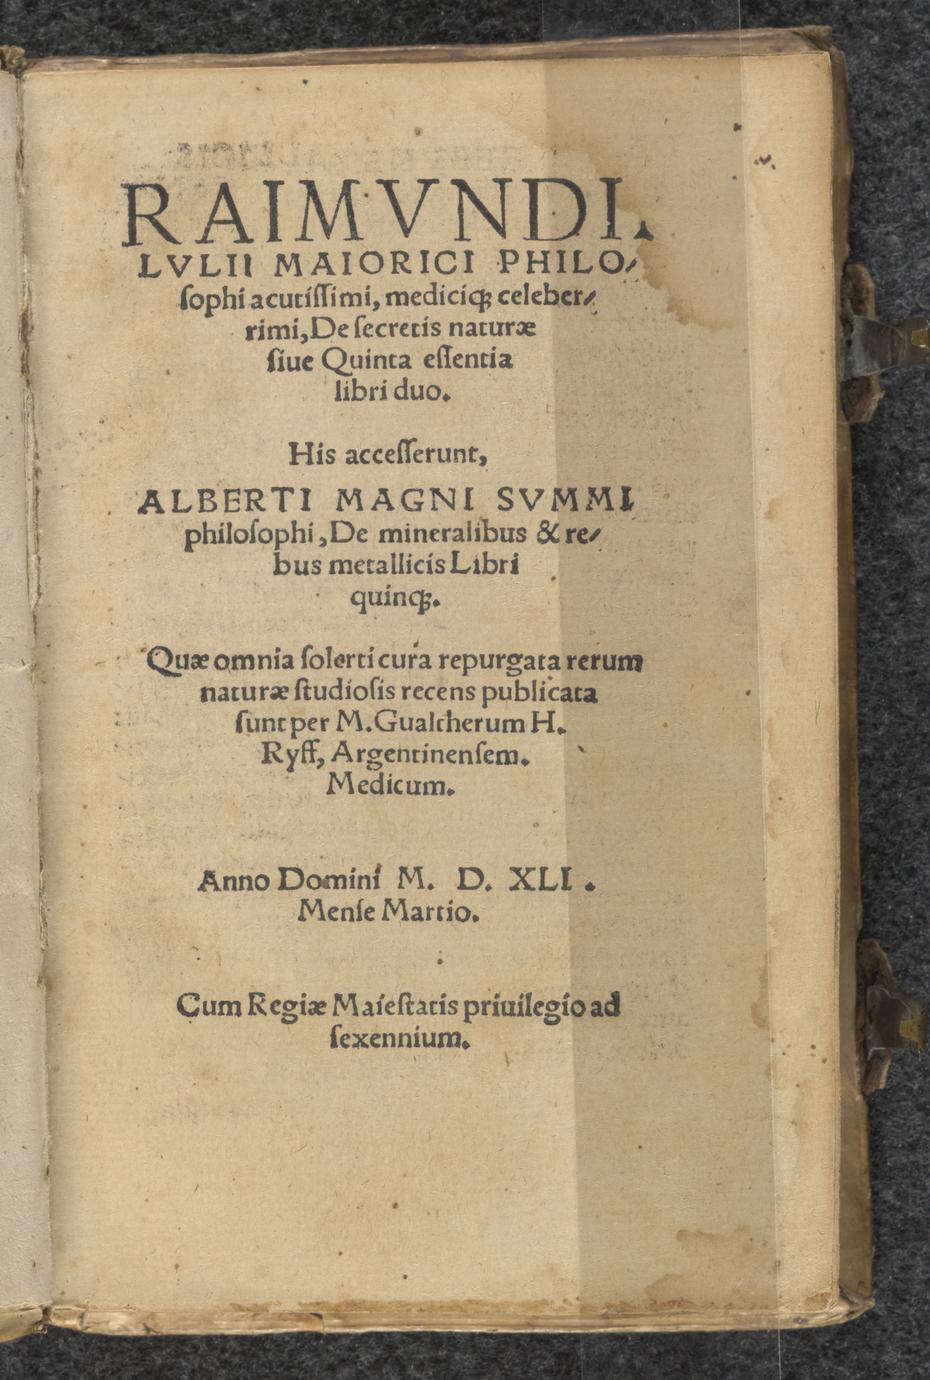 RAIMVNDI.
LVLII MAIORICI PHILO-
ſophi acutiſſimi, mediciq; celeber-
rimi, De ſecretis naturæ
ſiue Quinta eſſentia
libri duo.
His acceſſerunt,
ALBERTI MAGNI SVMMI
philoſophi, De mineralibus & re-
bus metallicis Libri
quinq;.
Quæ omnia ſolerti cura repurgata rerum
naturæ ſtudioſis recens publicata
ſunt per M. Gualtherum H.
Ryff, Argentinenſem.
Medicum.
Anno Domini M. D. XLI.
Menſe Martio.
Cum Regiæ Maieſtatis priuilegio ad
ſexennium.